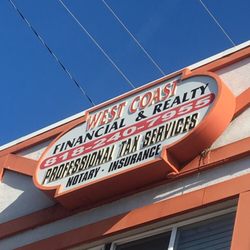 WEST COAST
FINANCIAL & REALTY
818-240-7955
PROFESSIONAL TAX SERVICES
NOTARY · INSURANCE